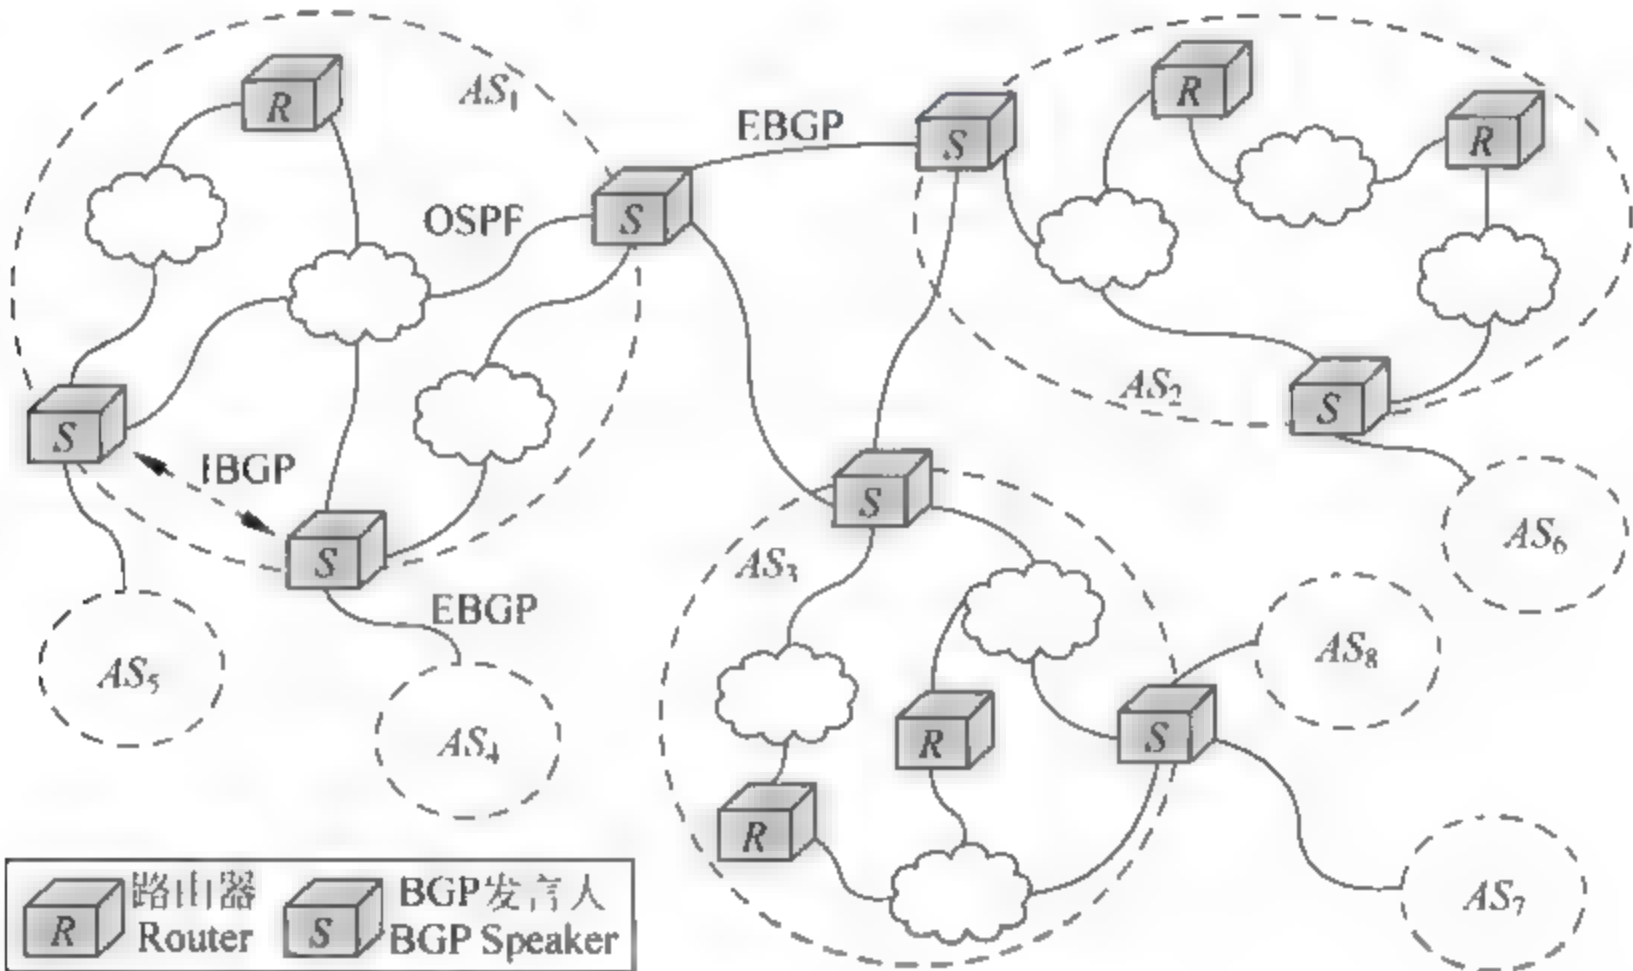 R
AS₁
EBGP
S
R
R
S
OSPF
S
IBGP
S
S
AS₂
S
S
AS₃
AS₆
EBGP
AS₅
AS₄
R
S
AS₈
R
AS₇
R 路由器 Router
S BGP发言人 BGP Speaker